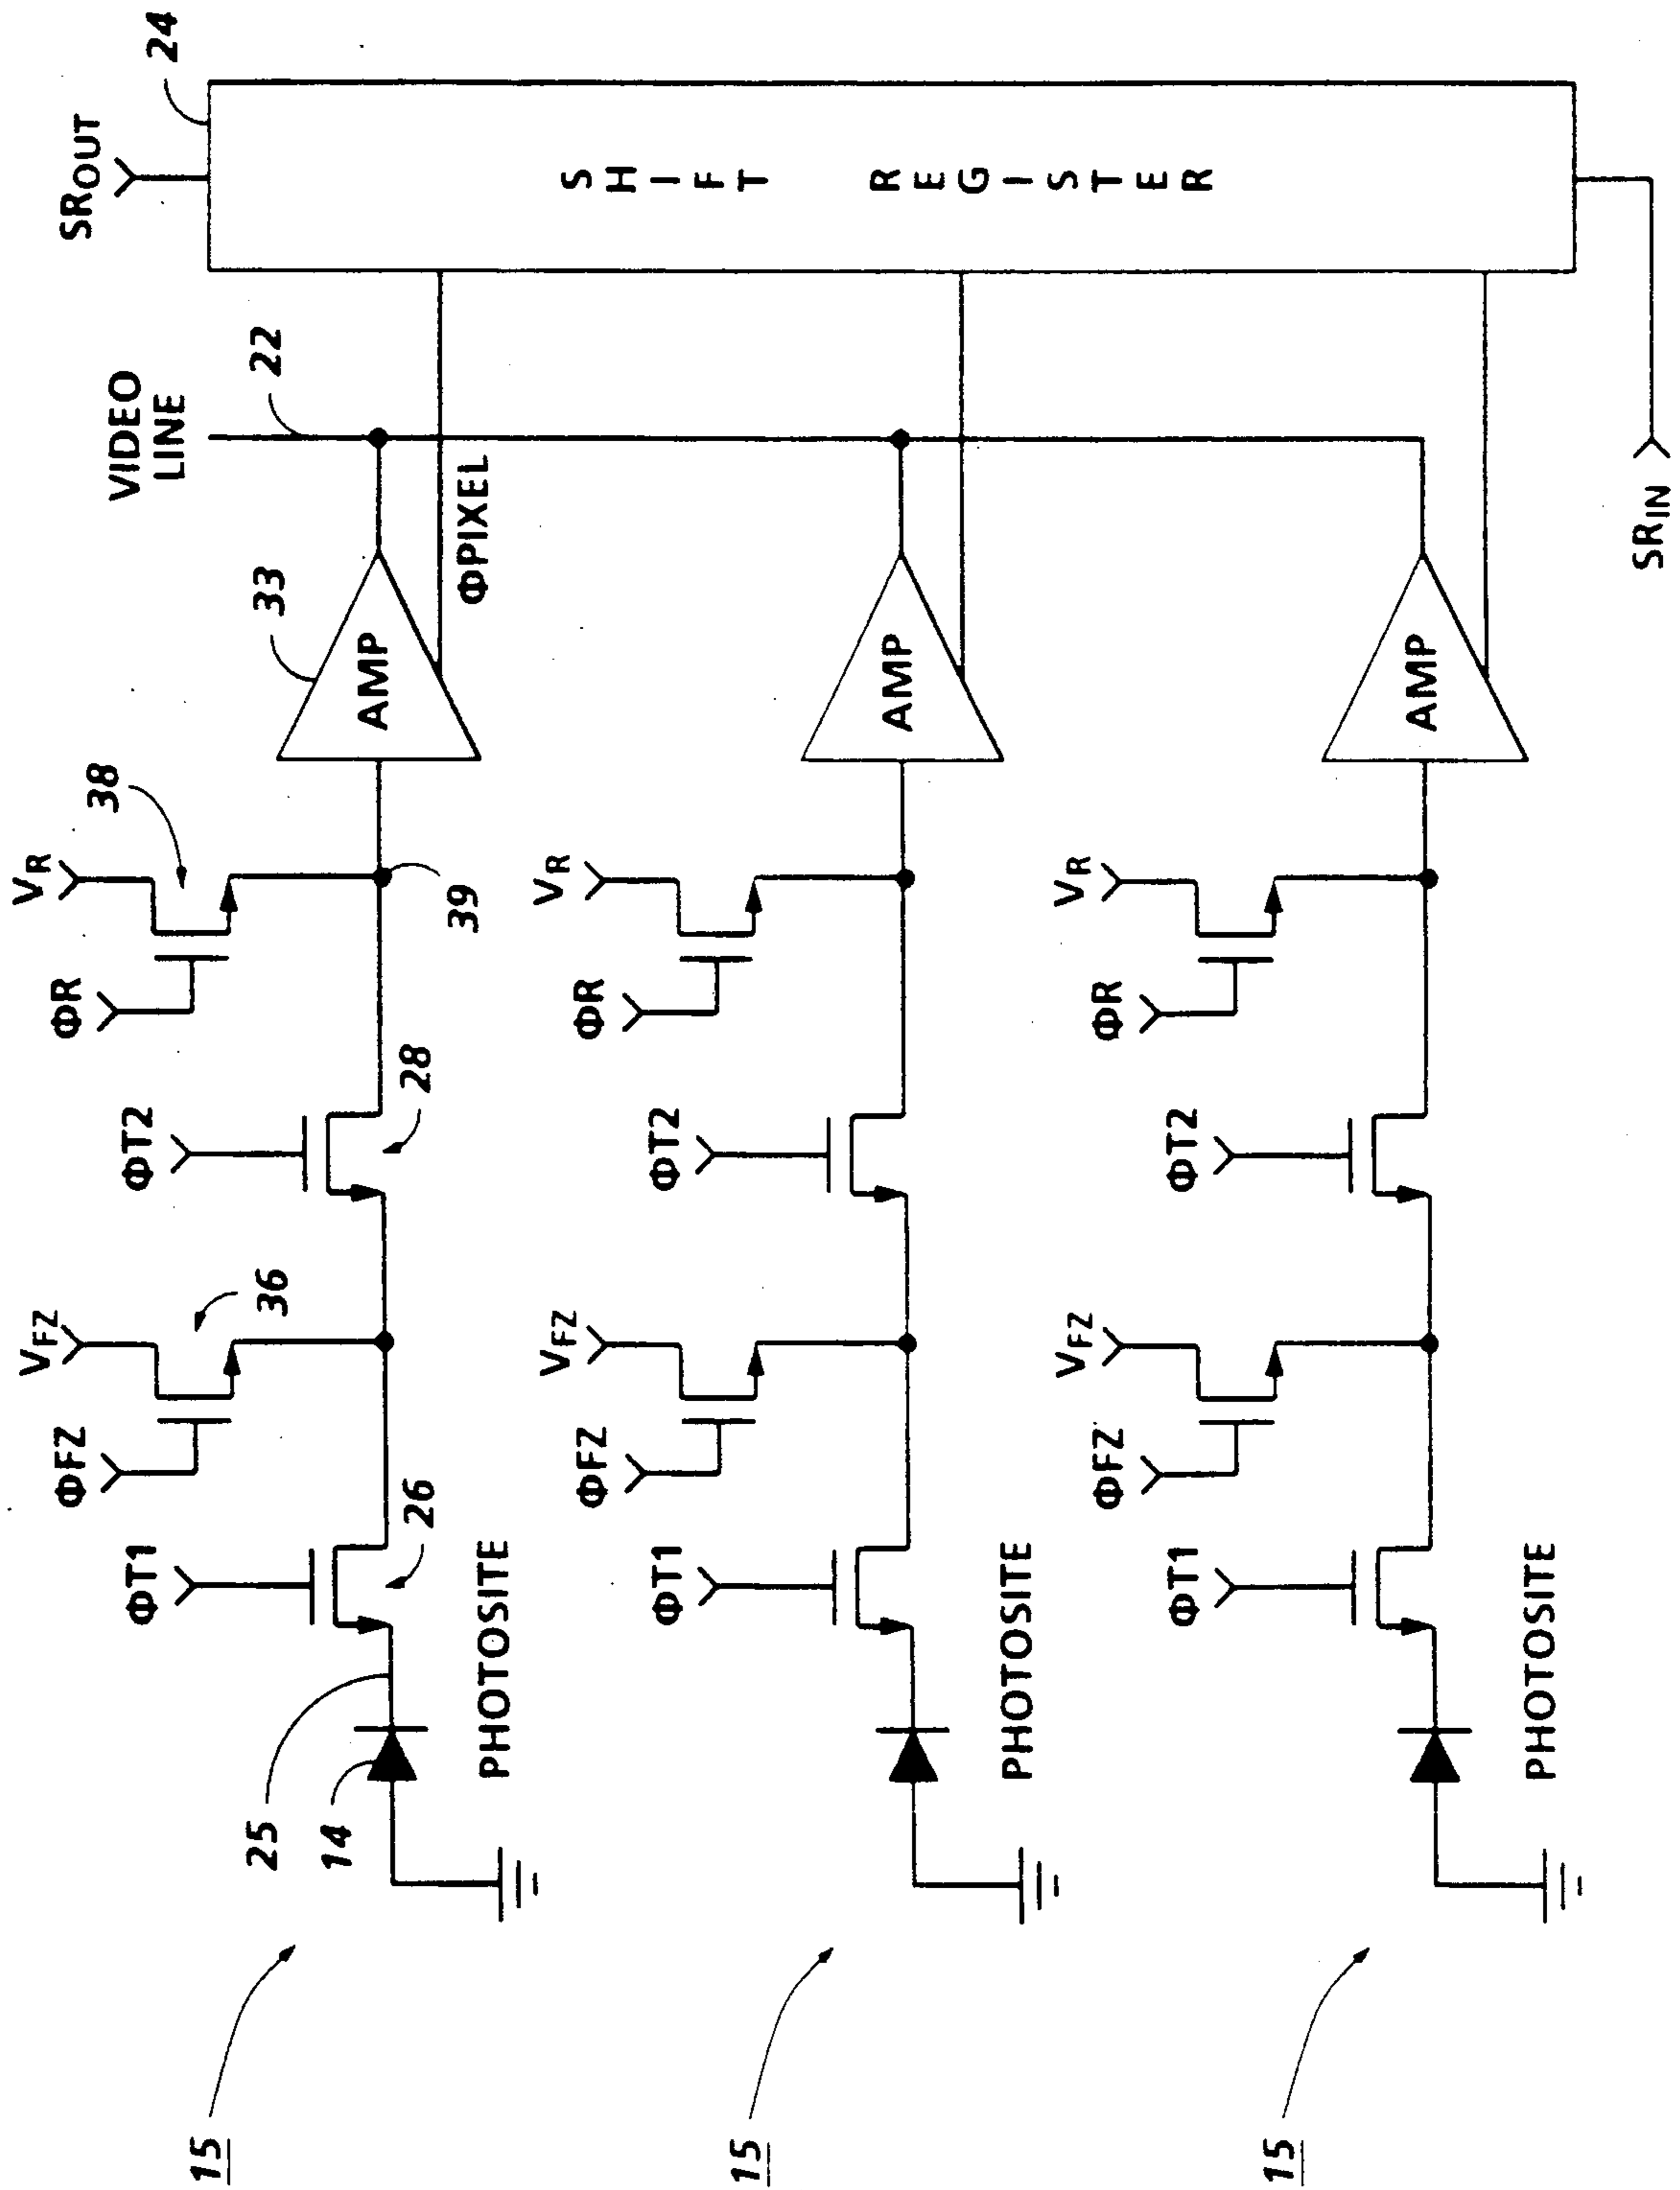 24
SROUT
SHIFT REGISTER
VIDEO
LINE
22
ΦPIXEL
SRIN
33
AMP
AMP
AMP
38
VR
ΦR
39
VR
ΦR
VR
ΦR
ΦT2
28
ΦT2
ΦT2
VFZ
36
ΦFZ
VFZ
ΦFZ
VFZ
ΦFZ
ΦT1
26
ΦT1
ΦT1
25
14
PHOTOSITE
PHOTOSITE
PHOTOSITE
15
15
15